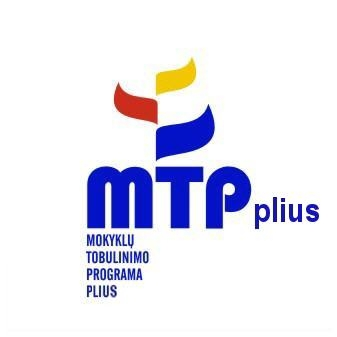 MTP plius
MOKYKLŲ
TOBULINIMO
PROGRAMA
PLIUS